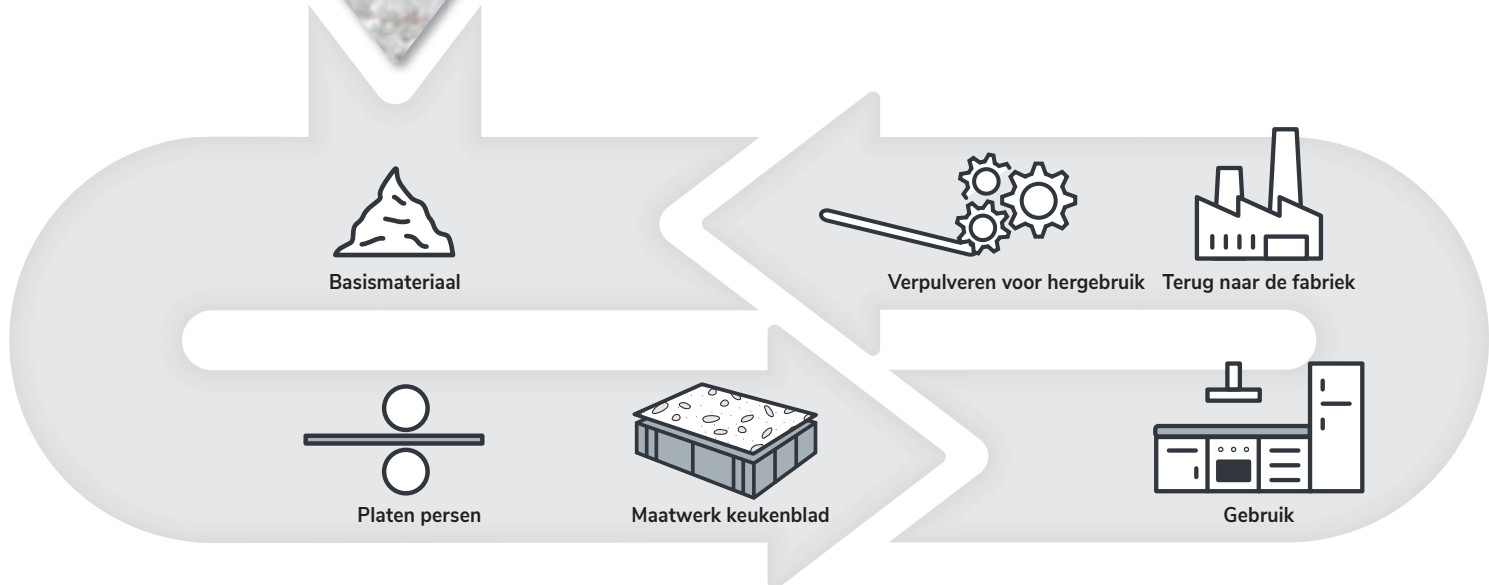 Basismateriaal
Verpulveren voor hergebruik
Terug naar de fabriek
Platen persen
Maatwerk keukenblad
Gebruik